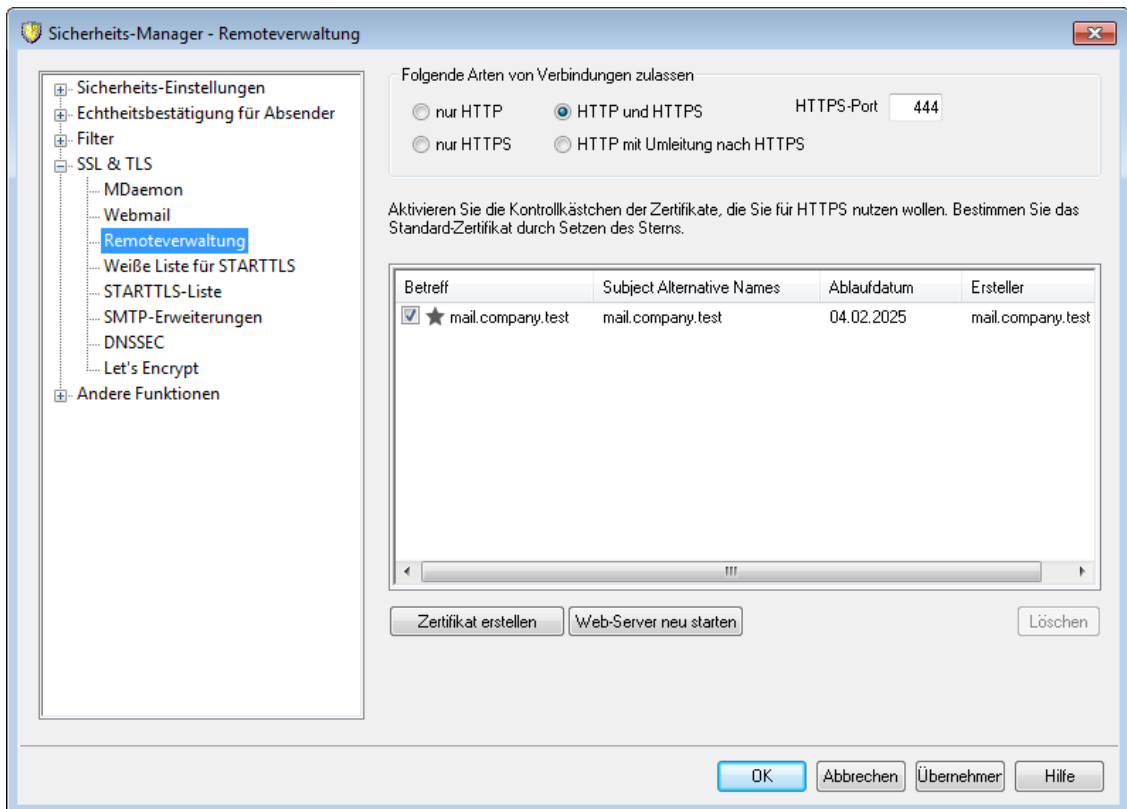 Sicherheits-Manager - Remoteverwaltung
Sicherheits-Einstellungen
Echtheitsbestätigung für Absender
Filter
SSL & TLS
MDaemon
Webmail
Remoteverwaltung
Weiße Liste für STARTTLS
STARTTLS-Liste
SMTP-Erweiterungen
DNSSEC
Let's Encrypt
Andere Funktionen
Folgende Arten von Verbindungen zulassen
nur HTTP HTTP und HTTPS HTTPS-Port 444
nur HTTPS HTTP mit Umleitung nach HTTPS
Aktivieren Sie die Kontrollkästchen der Zertifikate, die Sie für HTTPS nutzen wollen. Bestimmen Sie das
Standard-Zertifikat durch Setzen des Sterns.
Betreff Subject Alternative Names Ablaufdatum Ersteller
mail.company.test mail.company.test 04.02.2025 mail.company.test
Zertifikat erstellen Web-Server neu starten Löschen
OK Abbrechen Übernehmer Hilfe